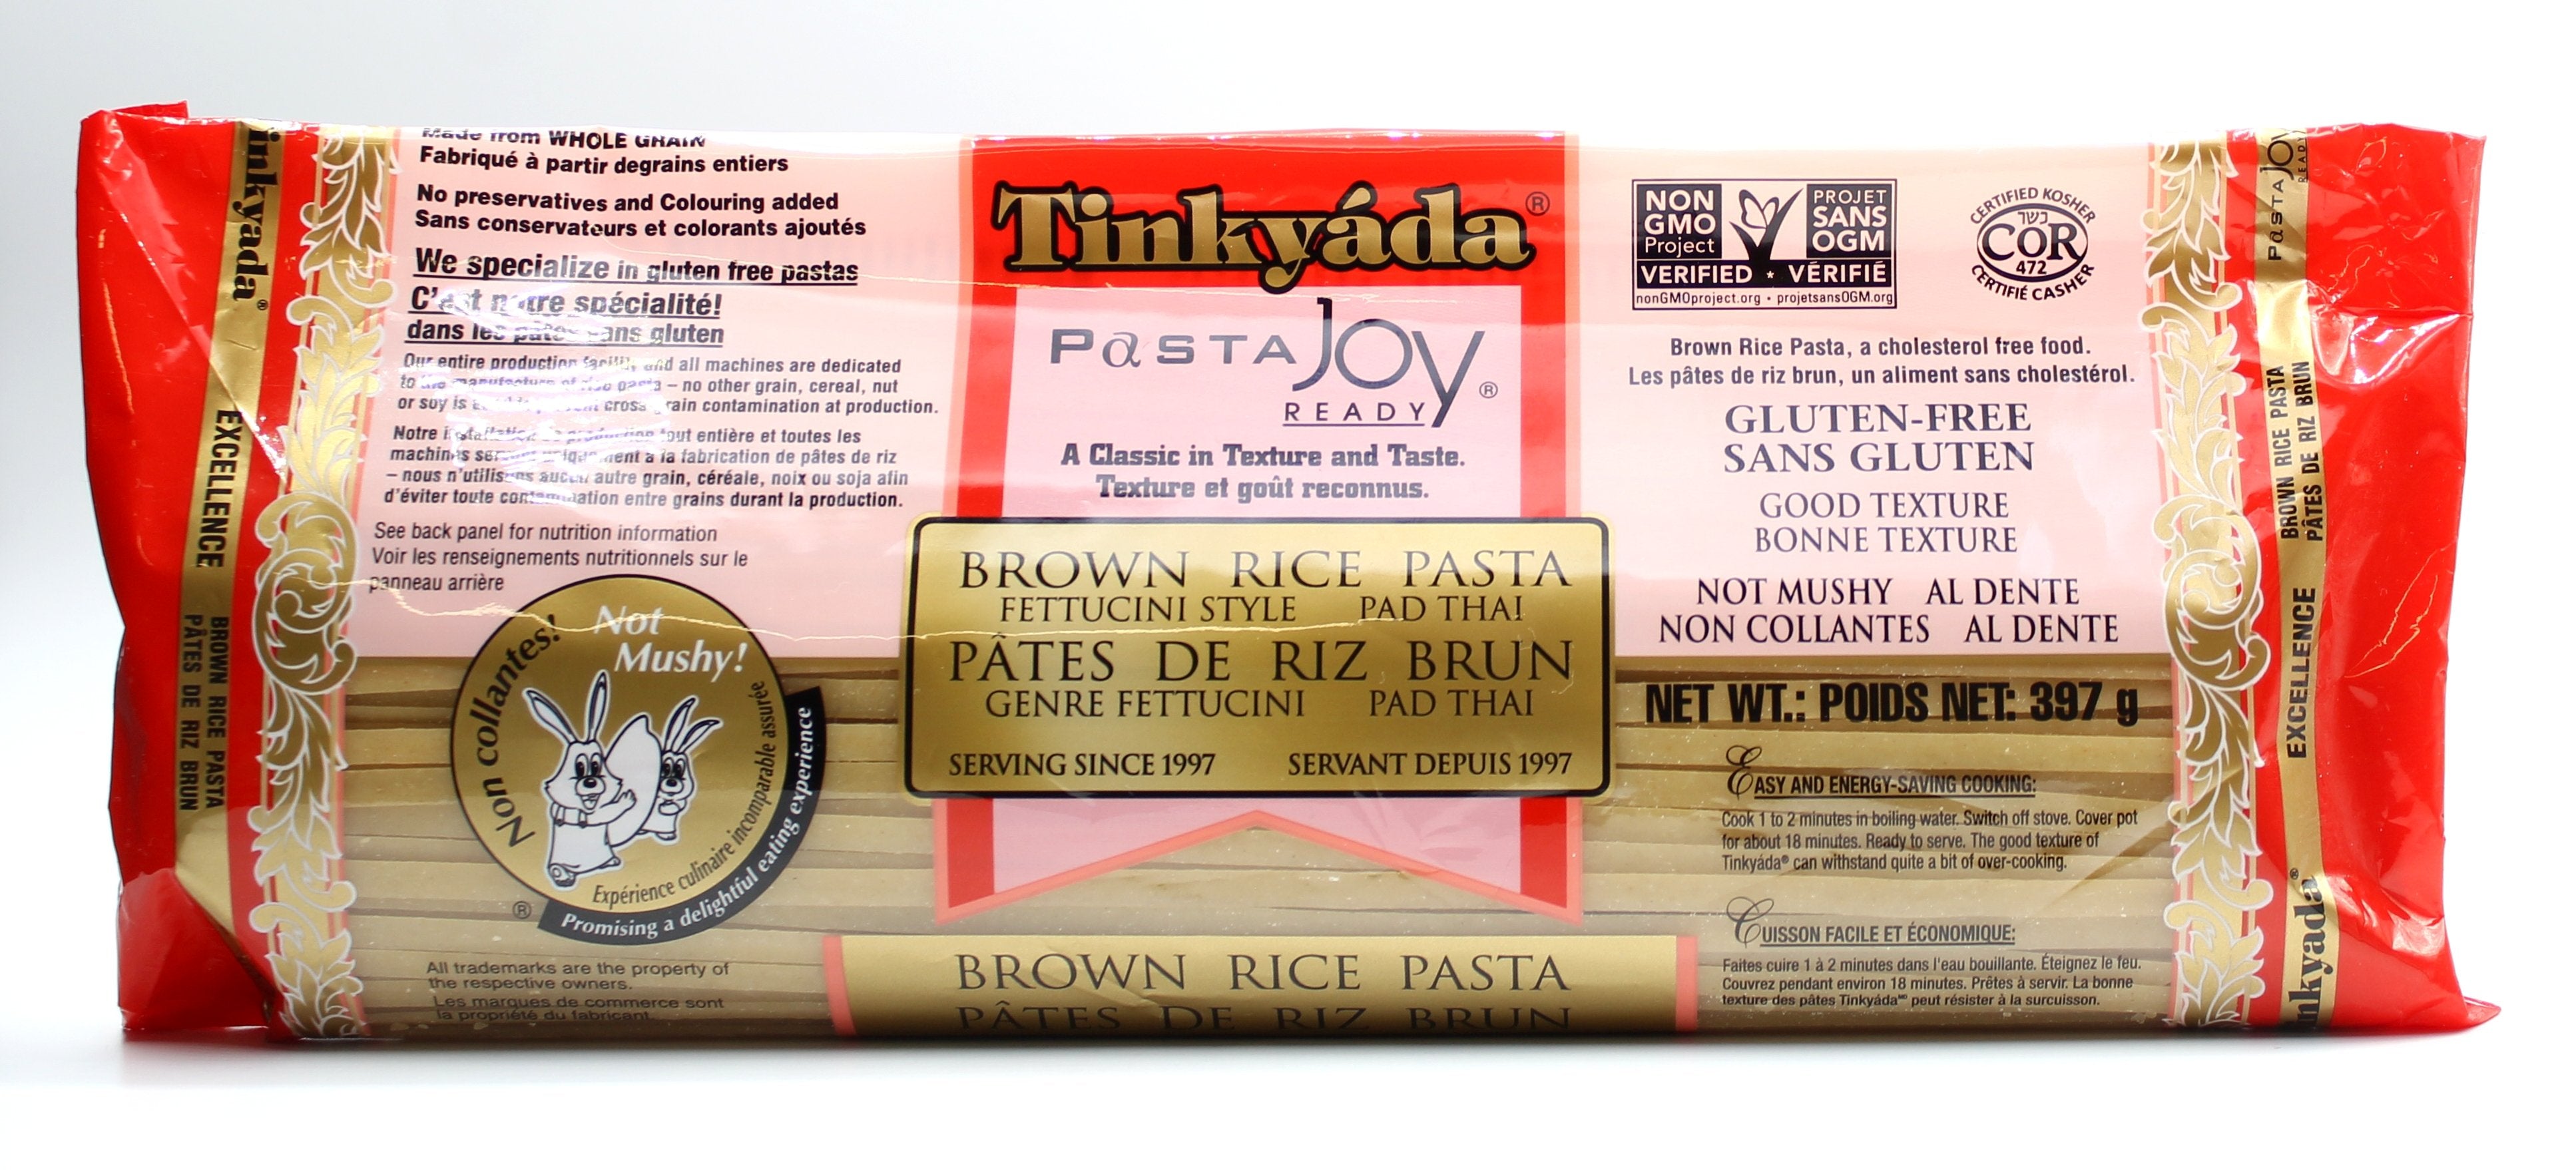 Tinkyada®
EXCELLENCE
BROWN RICE PASTA
PÂTES DE RIZ BRUN
Made from WHOLE GRAIN
Fabriqué à partir degrains entiers
No preservatives and Colouring added
Sans conservateurs et colorants ajoutés
We specialize in gluten free pastas
C'est notre spécialité!
dans les pâtes sans gluten
Our entire production facility and all machines are dedicated
to the manufacture of rice pasta – no other grain, cereal, nut
or soy is cross grain contamination at production.
Notre installation de production tout entière et toutes les
machines servent uniquement à la fabrication de pâtes de riz
– nous n'utilisons aucun autre grain, céréale, noix ou soja afin
d'éviter toute contamination entre grains durant la production.
See back panel for nutrition information
Voir les renseignements nutritionnels sur le
panneau arrière
Non collantes!
Not
Mushy!
Expérience culinaire incomparable assurée
Promising a delightful eating experience
®
All trademarks are the property of
the respective owners.
Les marques de commerce sont
la propriété du fabricant.
Tinkyáda®
PaSTA JOy®
READY
A Classic in Texture and Taste.
Texture et goût reconnus.
BROWN RICE PASTA
FETTUCINI STYLE PAD THAI
PÂTES DE RIZ BRUN
GENRE FETTUCINI PAD THAI
SERVING SINCE 1997 SERVANT DEPUIS 1997
BROWN RICE PASTA
PÂTES DE RIZ BRUN
NON GMO Project
PROJET SANS OGM
VERIFIED * VÉRIFIÉ
nonGMOproject.org • projetsansOGM.org
CERTIFIED KOSHER
כשר
COR
472
CERTIFIÉ CASHER
Brown Rice Pasta, a cholesterol free food.
Les pâtes de riz brun, un aliment sans cholestérol.
GLUTEN-FREE
SANS GLUTEN
GOOD TEXTURE
BONNE TEXTURE
NOT MUSHY AL DENTE
NON COLLANTES AL DENTE
NET WT.: POIDS NET: 397 g
EASY AND ENERGY-SAVING COOKING:
Cook 1 to 2 minutes in boiling water. Switch off stove. Cover pot
for about 18 minutes. Ready to serve. The good texture of
Tinkyáda® can withstand quite a bit of over-cooking.
CUISSON FACILE ET ÉCONOMIQUE:
Faites cuire 1 à 2 minutes dans l'eau bouillante. Éteignez le feu.
Couvrez pendant environ 18 minutes. Prêtes à servir. La bonne
texture des pâtes Tinkyáda peut résister à la surcuisson.
PaSTA JOy
READY
BROWN RICE PASTA
PÂTES DE RIZ BRUN
EXCELLENCE
Tinkyada®